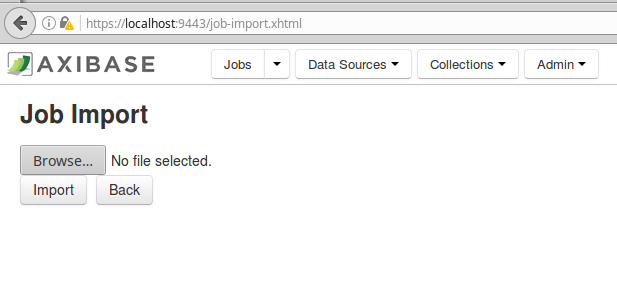 https://localhost:9443/job-import.xhtml
AXIBASE Jobs Data Sources Collections Admin
Job Import
Browse... No file selected.
Import Back